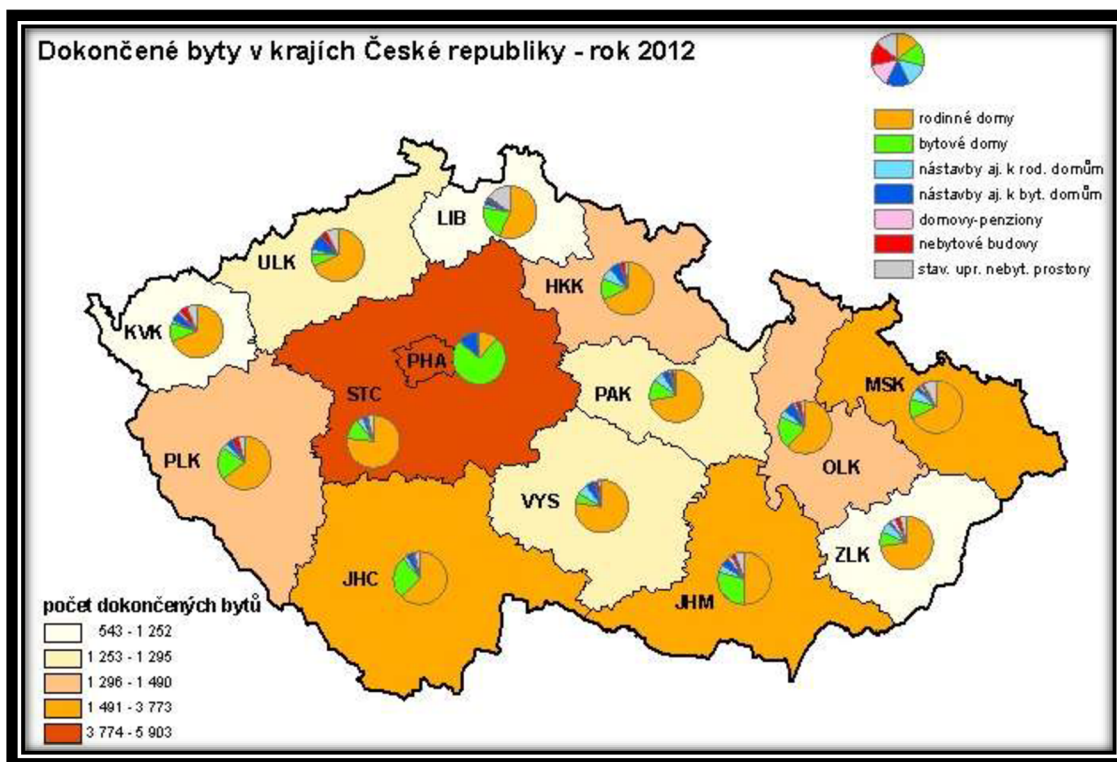 Dokončené byty v krajích České republiky - rok 2012
rodinné domy
bytové domy
nástavby aj. k rod. domům
nástavby aj. k byt. domům
domovy-penziony
nebytové budovy
stav. upr. nebyt. prostory
LIB
ULK
HKK
KVK
PHA
STC
PAK
MSK
PLK
OLK
VYS
ZLK
JHC
JHM
počet dokončených bytů
543 - 1 252
1 253 - 1 295
1 296 - 1 490
1 491 - 3 773
3 774 - 5 903